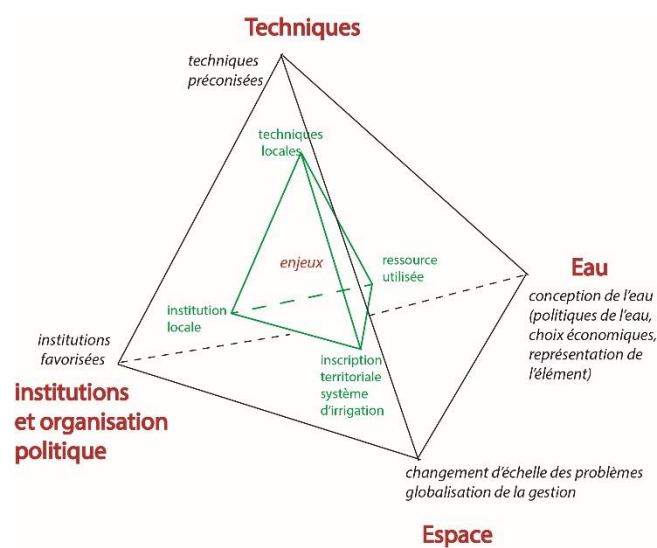 Techniques
techniques
préconisées
techniques
locales
enjeux
ressource
utilisée
Eau
conception de l'eau
(politiques de l'eau,
choix économiques,
représentation de
l'élément)
institution
locale
institutions
favorisées
inscription
territoriale
système
d'irrigation
institutions
et organisation
politique
changement d'échelle des problèmes
globalisation de la gestion
Espace